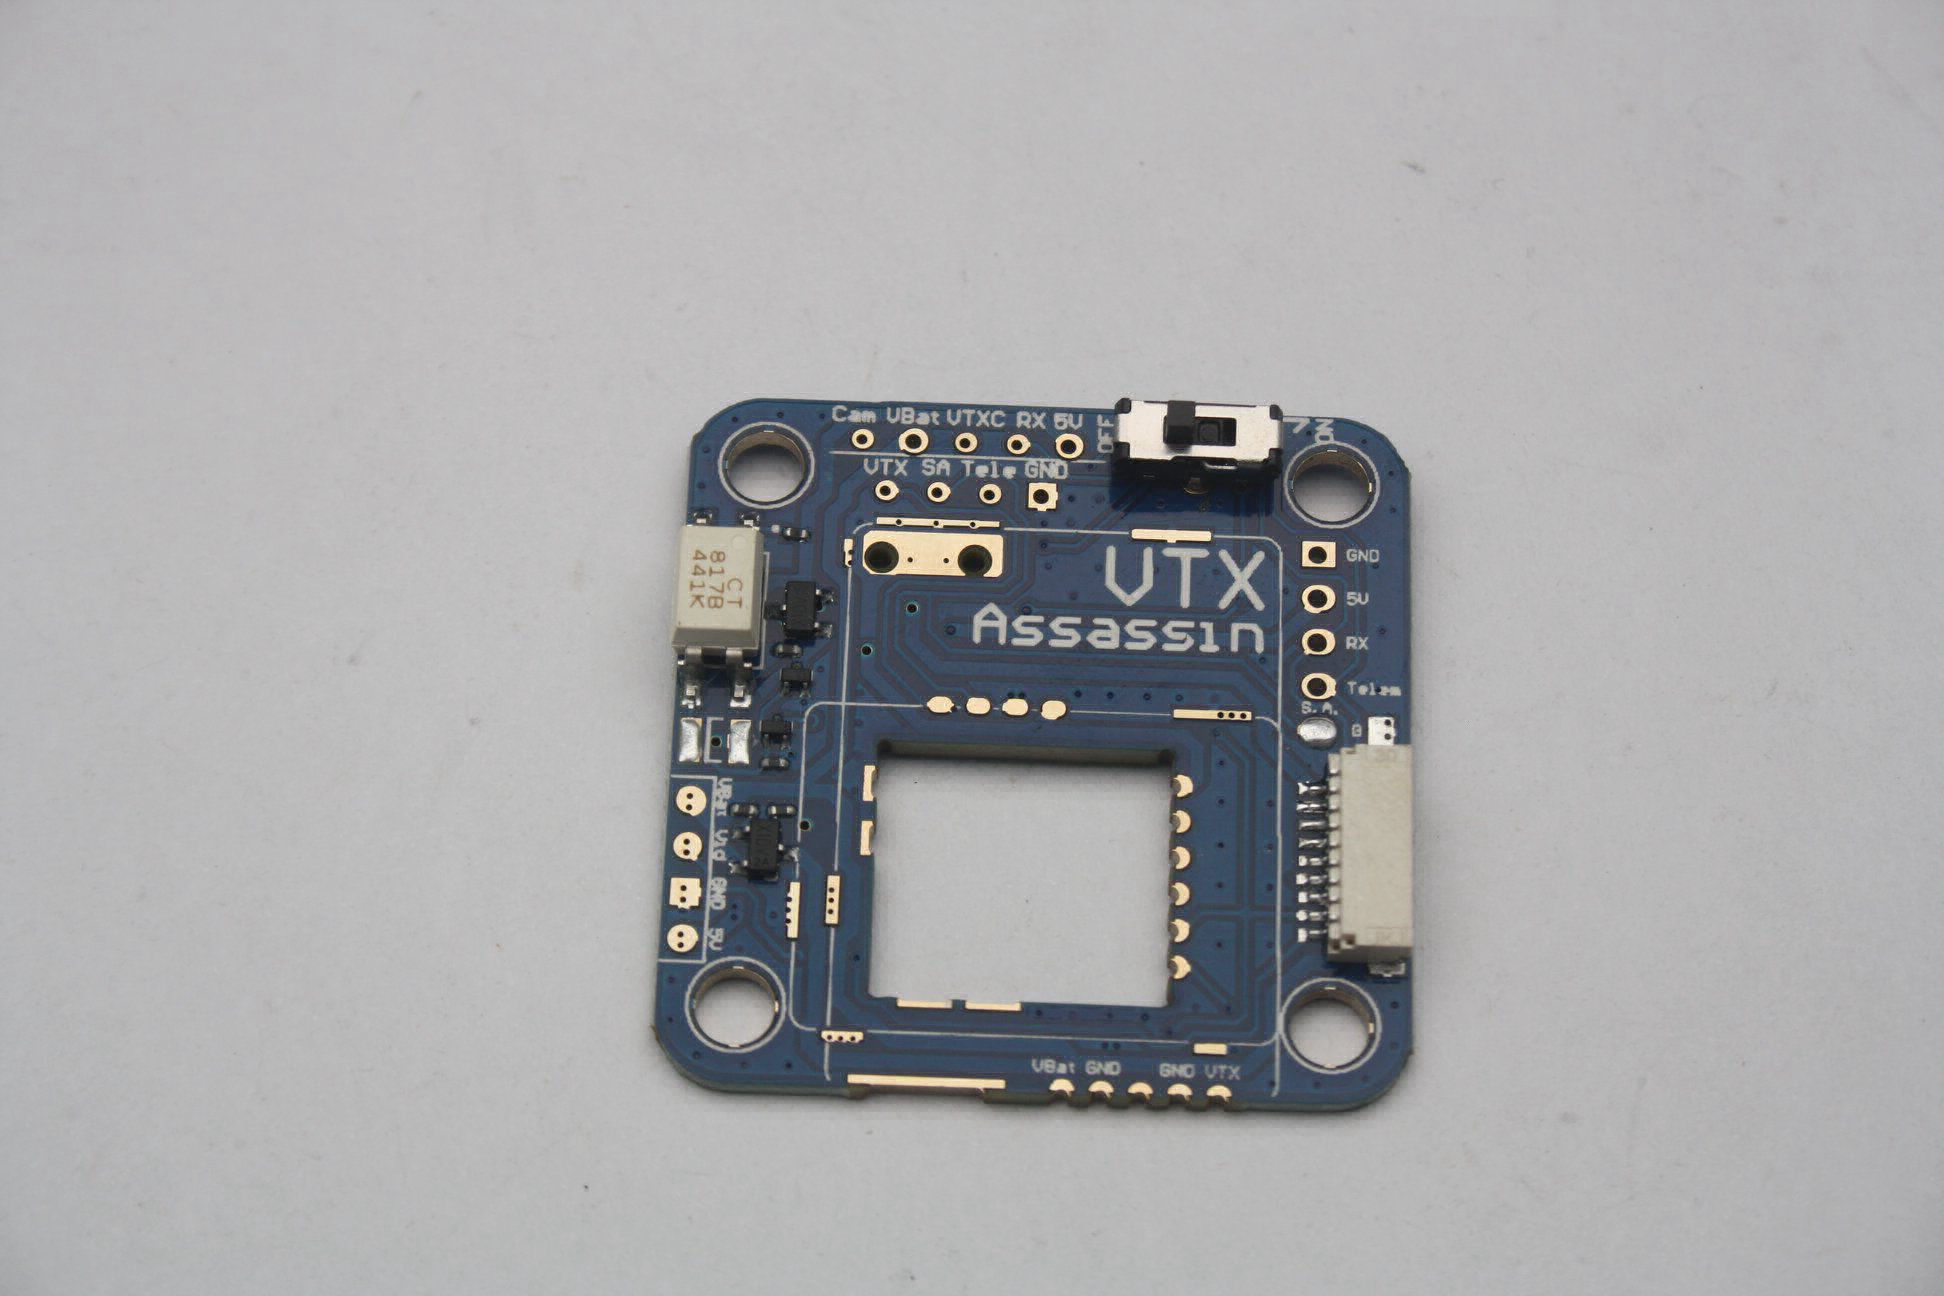 Cam VBat VTXC RX 5V
OFF
ON
VTX SA Tele GND
VTX
Assassin
GND
5V
RX
Telem
S.A.
CT
817B
441K
VBat
Vid
GND
5V
VBat GND GND VTX